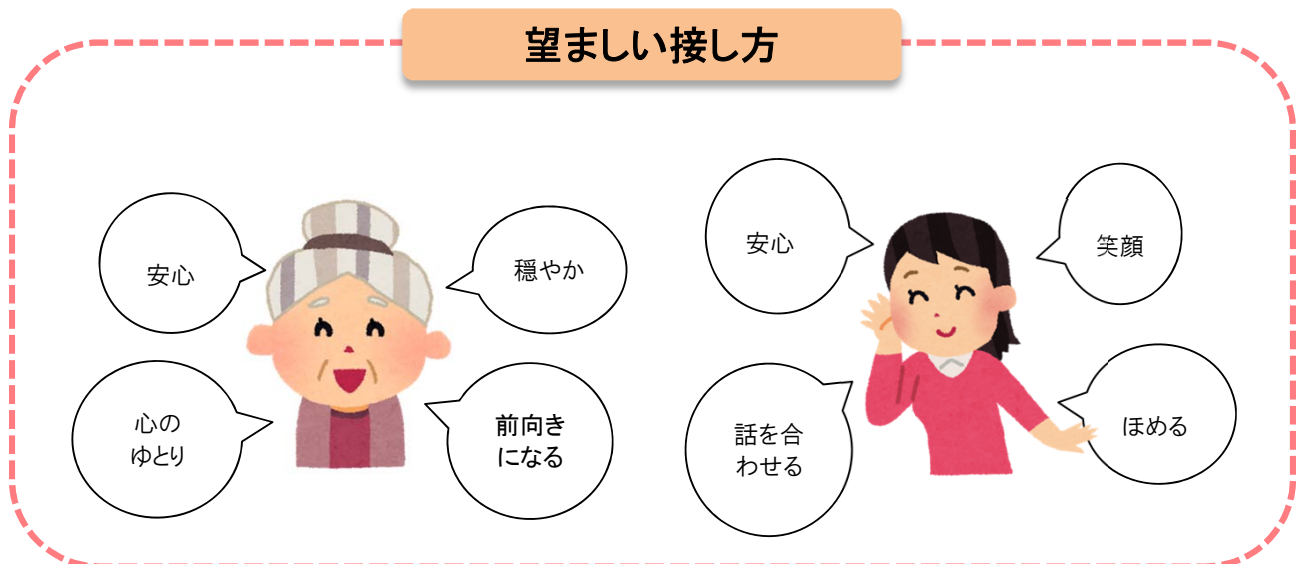 望ましい接し方
安心
穏やか
心の
ゆとり
前向き
になる
安心
笑顔
話を合
わせる
ほめる